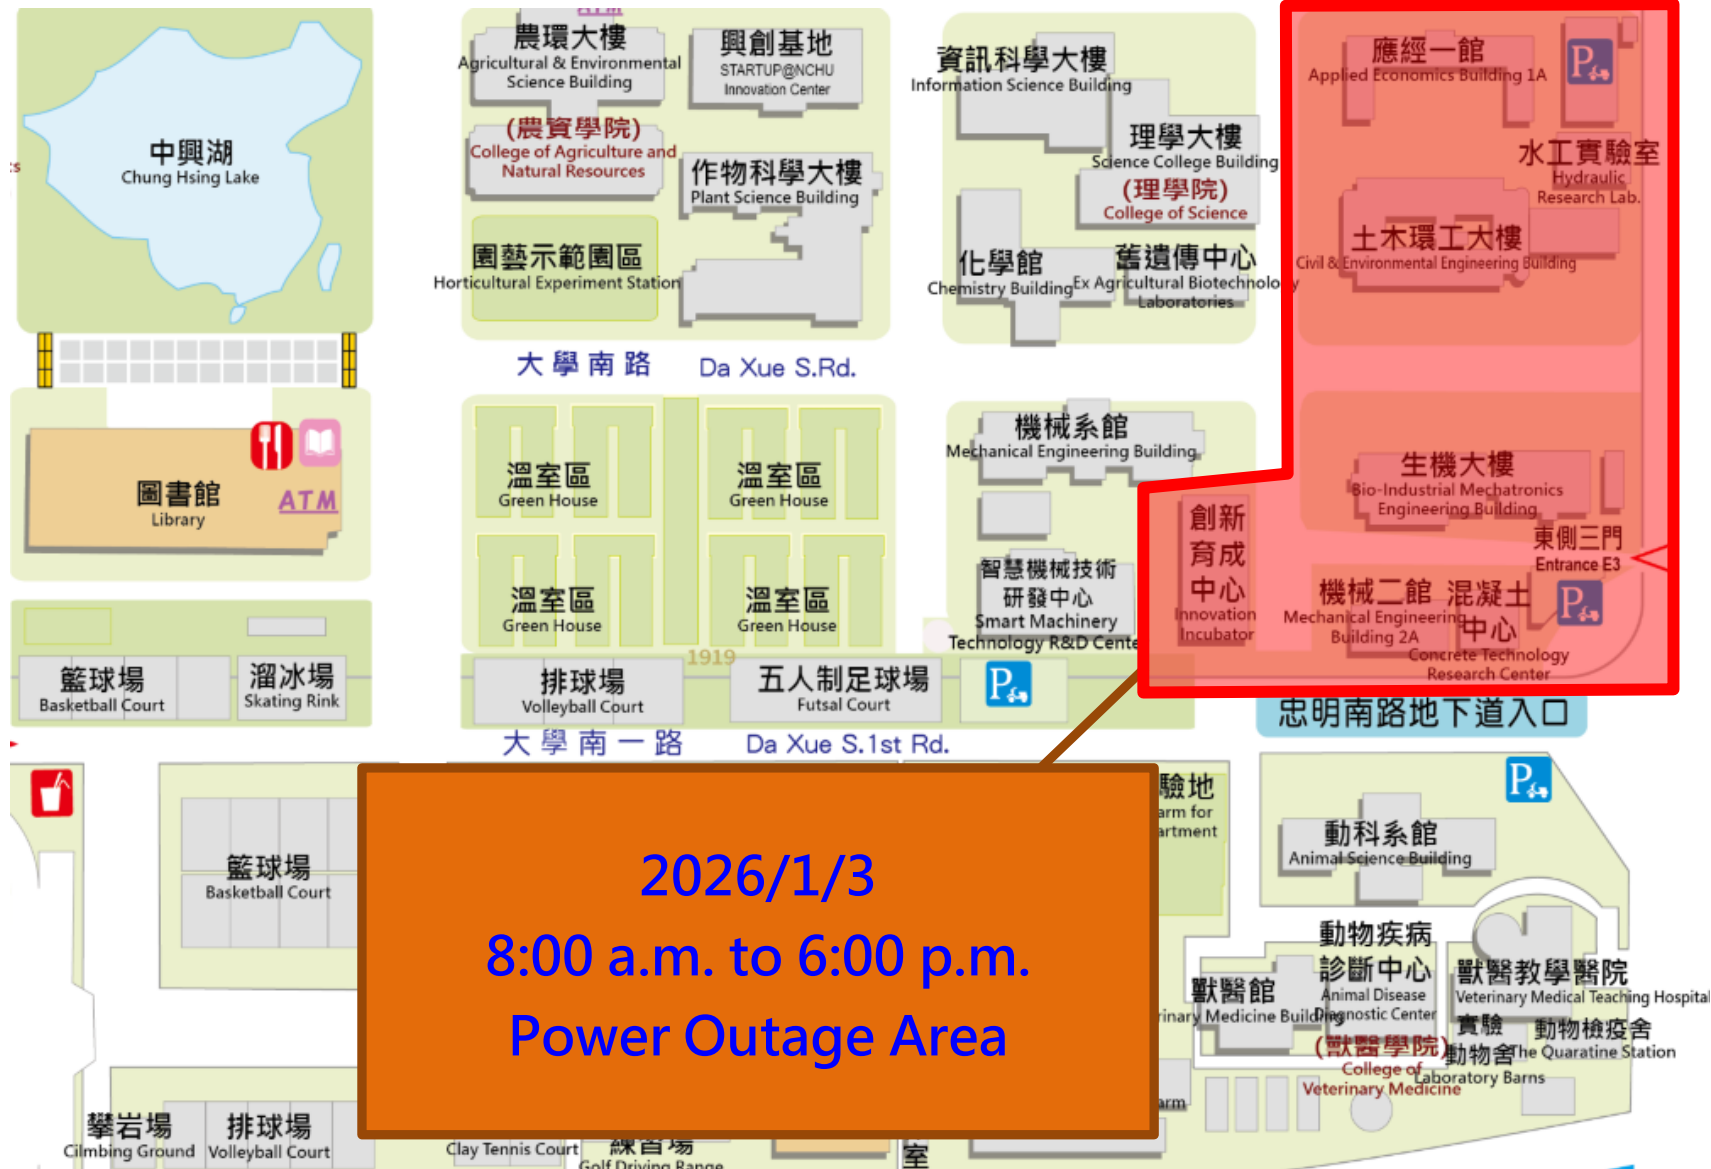 農環大樓
Agricultural & Environmental
Science Building
(農資學院)
College of Agriculture and
Natural Resources
興創基地
STARTUP@NCHU
Innovation Center
作物科學大樓
Plant Science Building
園藝示範園區
Horticultural Experiment Station
中興湖
Chung Hsing Lake
資訊科學大樓
Information Science Building
理學大樓
Science College Building
(理學院)
College of Science
化學館
Chemistry Building
舊遺傳中心
Ex Agricultural Biotechnolo
Laboratories
應經一館
Applied Economics Building 1A
P
水工實驗室
Hydraulic
Research Lab.
土木環工大樓
Civil & Environmental Engineering Building
大學南路 Da Xue S.Rd.
圖書館
Library
ATM
溫室區
Green House
溫室區
Green House
溫室區
Green House
溫室區
Green House
1919
機械系館
Mechanical Engineering Building
智慧機械技術
研發中心
Smart Machinery
Technology R&D Cente
創新
育成
中心
Innovation
Incubator
生機大樓
Bio-Industrial Mechatronics
Engineering Building
東側三門
Entrance E3
機械二館
Mechanical Engineering
Building 2A
混凝土
中心
Concrete Technology
Research Center
P
籃球場
Basketball Court
溜冰場
Skating Rink
排球場
Volleyball Court
五人制足球場
Futsal Court
P
忠明南路地下道入口
大學南一路 Da Xue S.1st Rd.
籃球場
Basketball Court
2026/1/3
8:00 a.m. to 6:00 p.m.
Power Outage Area
驗地
arm for
artment
P
動科系館
Animal Science Building
動物疾病
診斷中心
Animal Disease
Diagnostic Center
獸醫館
rinary Medicine Building
(獸醫學院)
College of
Veterinary Medicine
獸醫教學醫院
Veterinary Medical Teaching Hospital
實驗
動物舍
Laboratory Barns
動物檢疫舍
The Quaratine Station
arm
攀岩場
Cilmbing Ground
排球場
Volleyball Court
Clay Tennis Court
練習場
Golf Driving Range
室